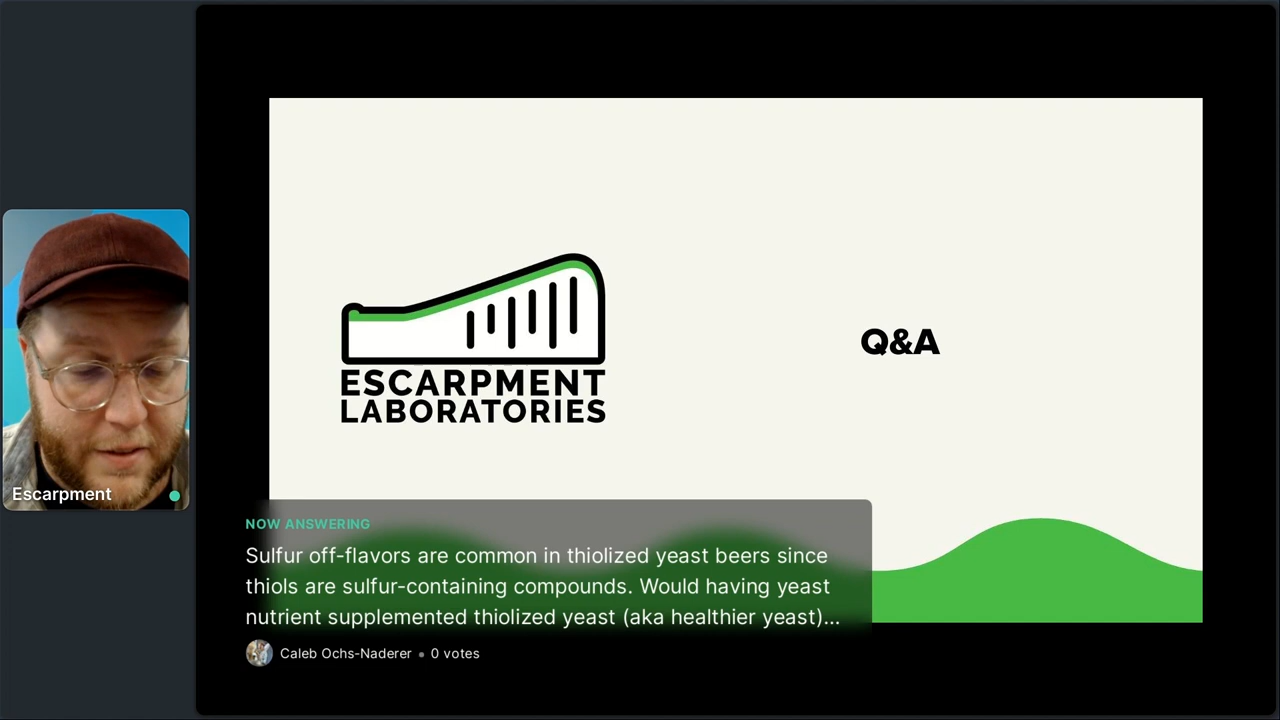 Q&A
ESCARPMENT
LABORATORIES
Escarpment
NOW ANSWERING
Sulfur off-flavors are common in thiolized yeast beers since
thiols are sulfur-containing compounds. Would having yeast
nutrient supplemented thiolized yeast (aka healthier yeast)...
Caleb Ochs-Naderer • 0 votes